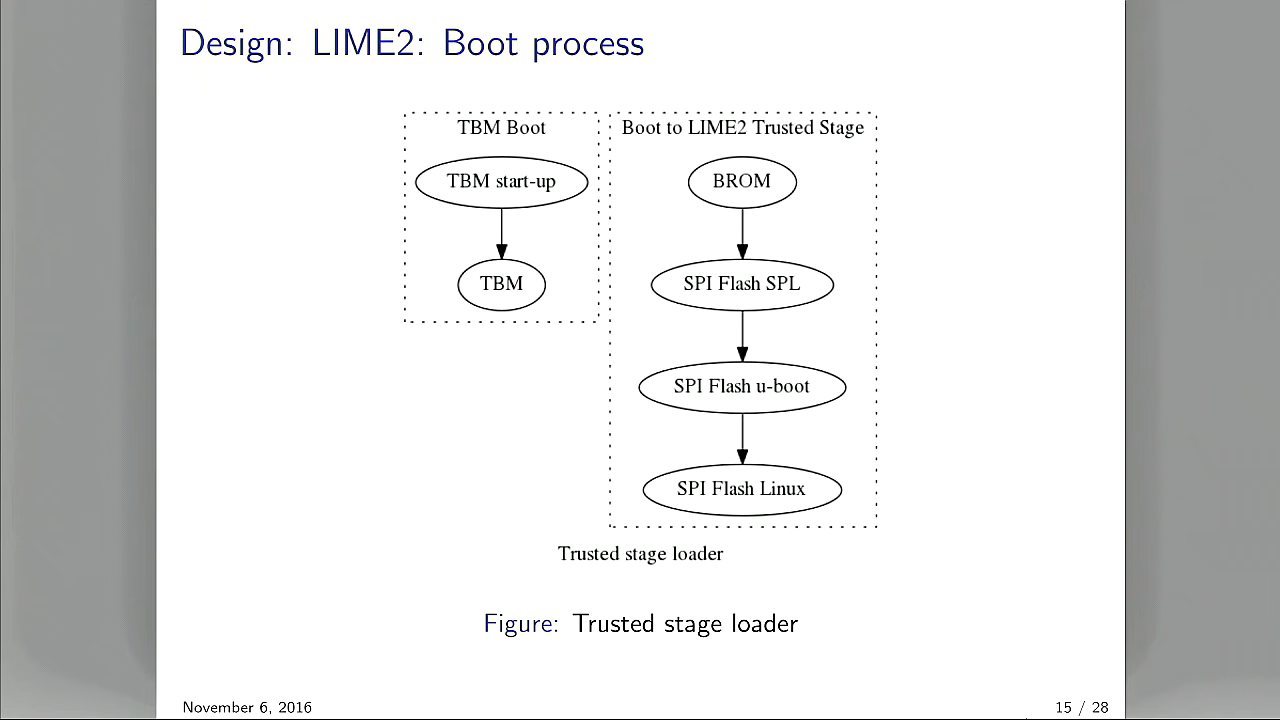 Design: LIME2: Boot process
TBM Boot
TBM start-up
TBM
Boot to LIME2 Trusted Stage
BROM
SPI Flash SPL
SPI Flash u-boot
SPI Flash Linux
Trusted stage loader
Figure: Trusted stage loader
November 6, 2016
15 / 28